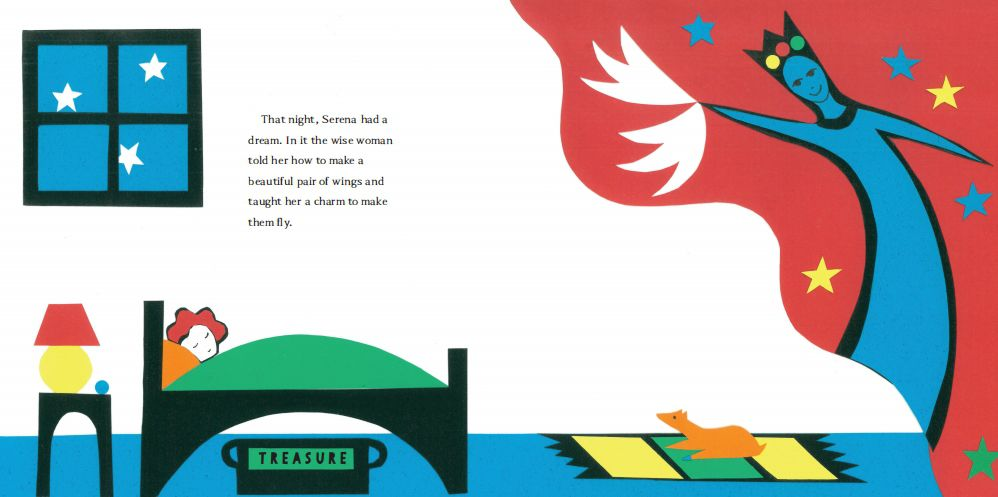 That night, Serena had a
dream. In it the wise woman
told her how to make a
beautiful pair of wings and
taught her a charm to make
them fly.
TREASURE